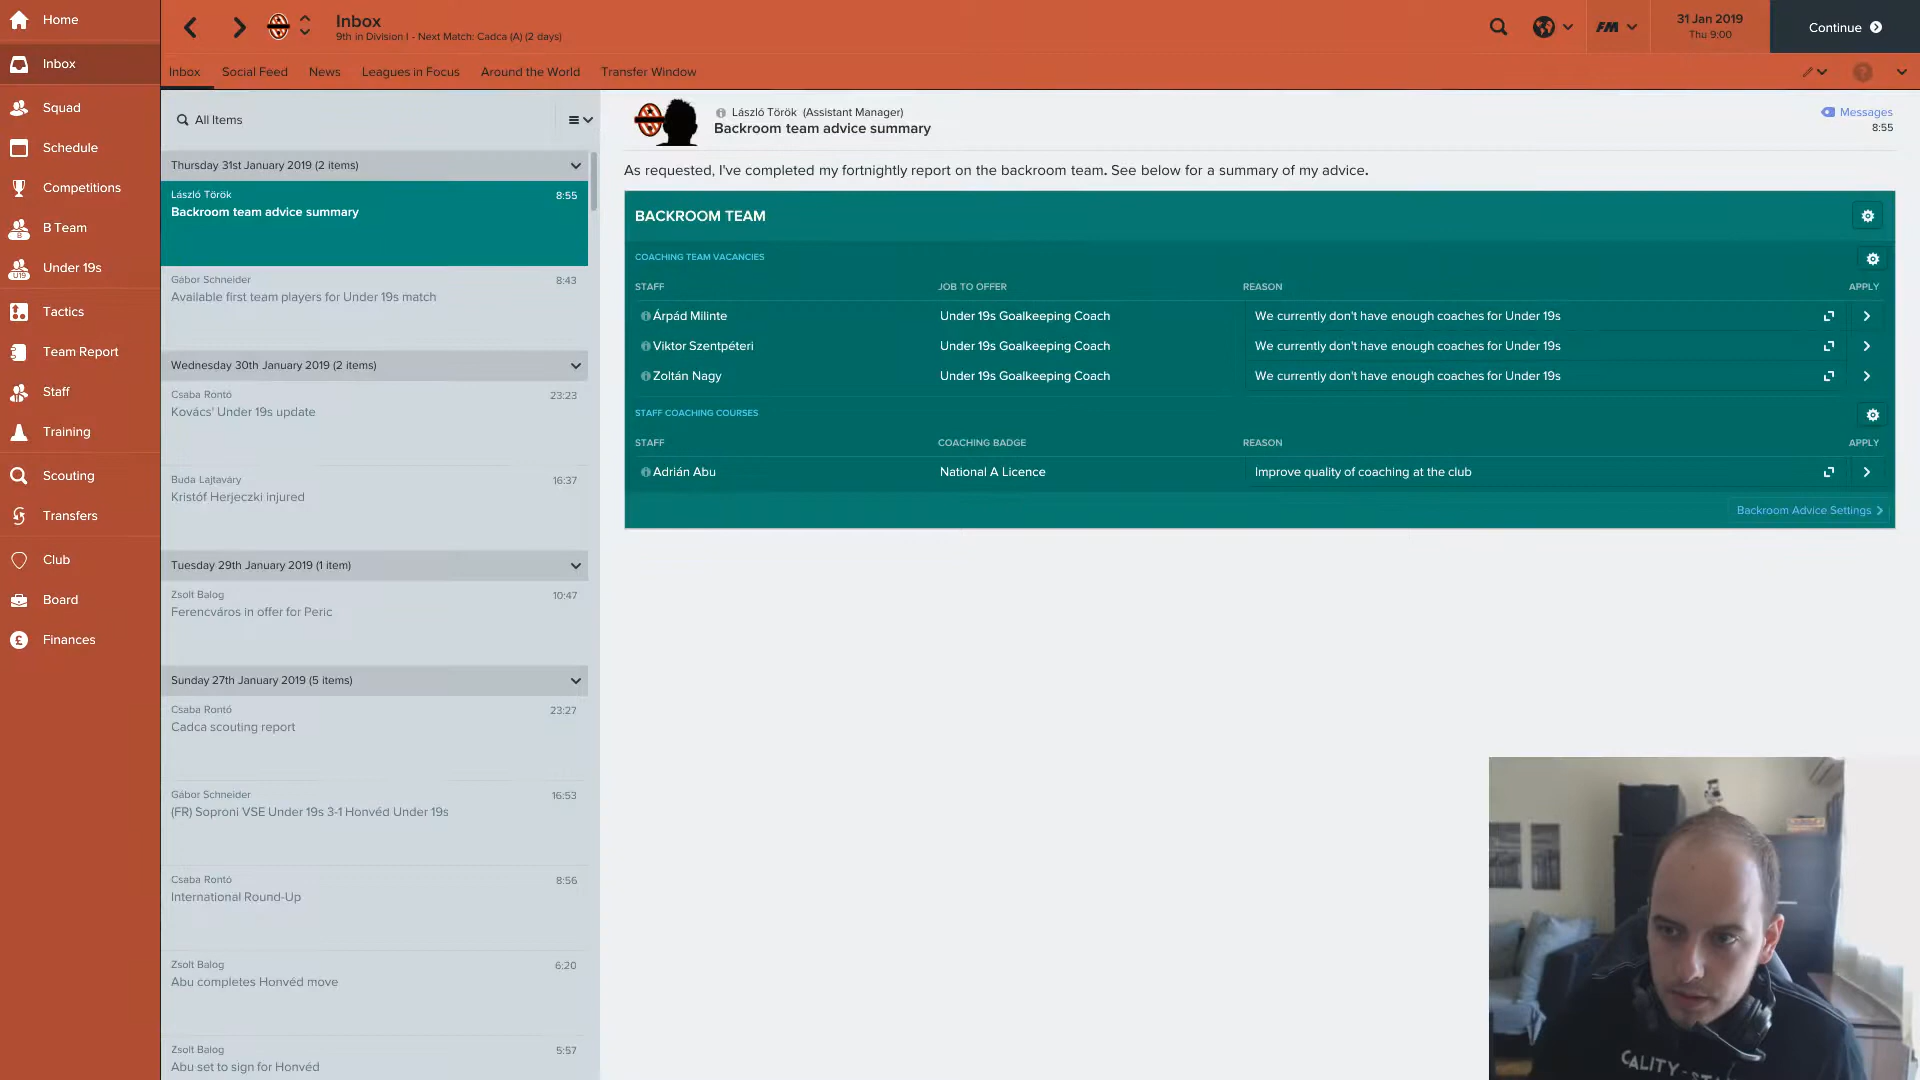 Home
Inbox
Squad
Schedule
Competitions
B Team
Under 19s
Tactics
Team Report
Staff
Training
Scouting
Transfers
Club
Board
Finances
Inbox
9th in Division I - Next Match: Cadca (A) (2 days)
FM
31 Jan 2019
Thu 9:00
Continue
Inbox
Social Feed
News
Leagues in Focus
Around the World
Transfer Window
All Items
Thursday 31st January 2019 (2 items)
László Török 8:55
Backroom team advice summary
Gábor Schneider 8:43
Available first team players for Under 19s match
Wednesday 30th January 2019 (2 items)
Csaba Rontó 23:23
Kovács' Under 19s update
Buda Lajtaváry 16:37
Kristóf Herjeczki injured
Tuesday 29th January 2019 (1 item)
Zsolt Balog 10:47
Ferencváros in offer for Peric
Sunday 27th January 2019 (5 items)
Csaba Rontó 23:27
Cadca scouting report
Gábor Schneider 16:53
(FR) Soproni VSE Under 19s 3-1 Honvéd Under 19s
Csaba Rontó 8:56
International Round-Up
Zsolt Balog 6:20
Abu completes Honvéd move
Zsolt Balog 5:57
Abu set to sign for Honvéd
László Török (Assistant Manager)
Backroom team advice summary
Messages
8:55
As requested, I've completed my fortnightly report on the backroom team. See below for a summary of my advice.
BACKROOM TEAM
COACHING TEAM VACANCIES
STAFF JOB TO OFFER REASON APPLY
Árpád Milinte Under 19s Goalkeeping Coach We currently don't have enough coaches for Under 19s
Viktor Szentpéteri Under 19s Goalkeeping Coach We currently don't have enough coaches for Under 19s
Zoltán Nagy Under 19s Goalkeeping Coach We currently don't have enough coaches for Under 19s
STAFF COACHING COURSES
STAFF COACHING BADGE REASON APPLY
Adrián Abu National A Licence Improve quality of coaching at the club
Backroom Advice Settings